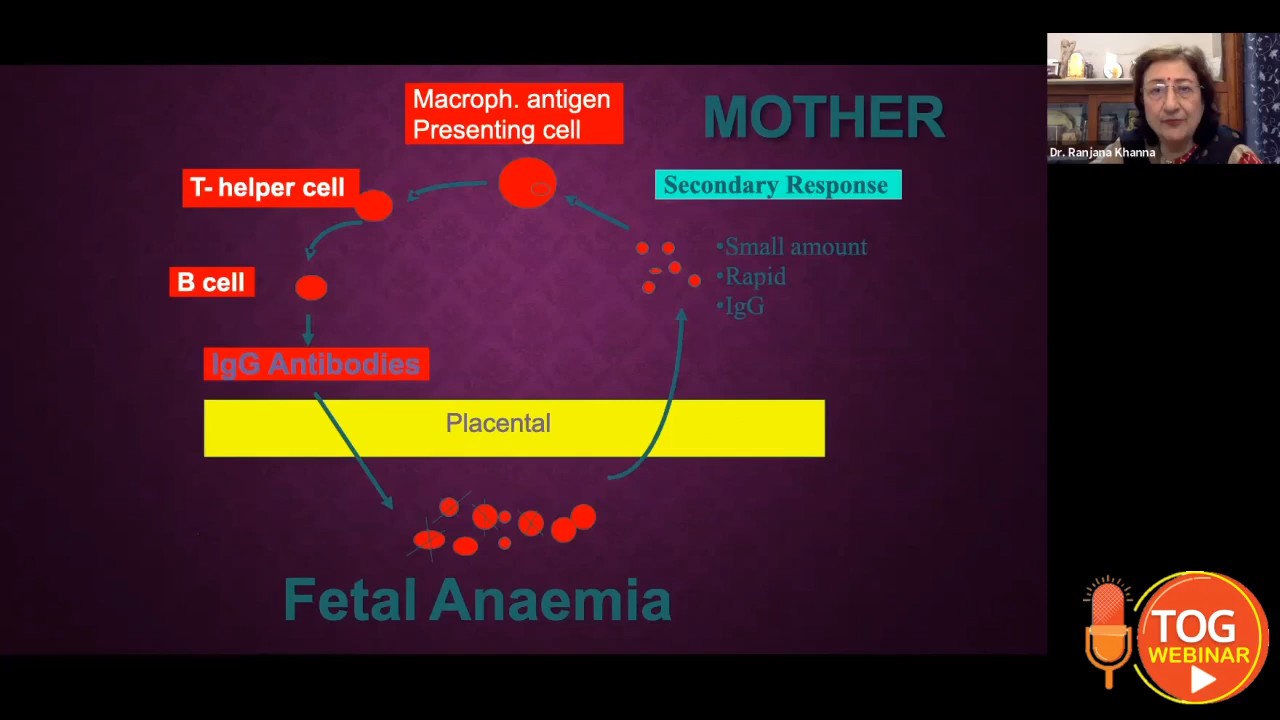 Macroph. antigen
Presenting cell
MOTHER
Dr. Ranjana Khanna
T- helper cell
Secondary Response
•Small amount
•Rapid
•IgG
B cell
IgG Antibodies
Placental
Fetal Anaemia
TOG
WEBINAR